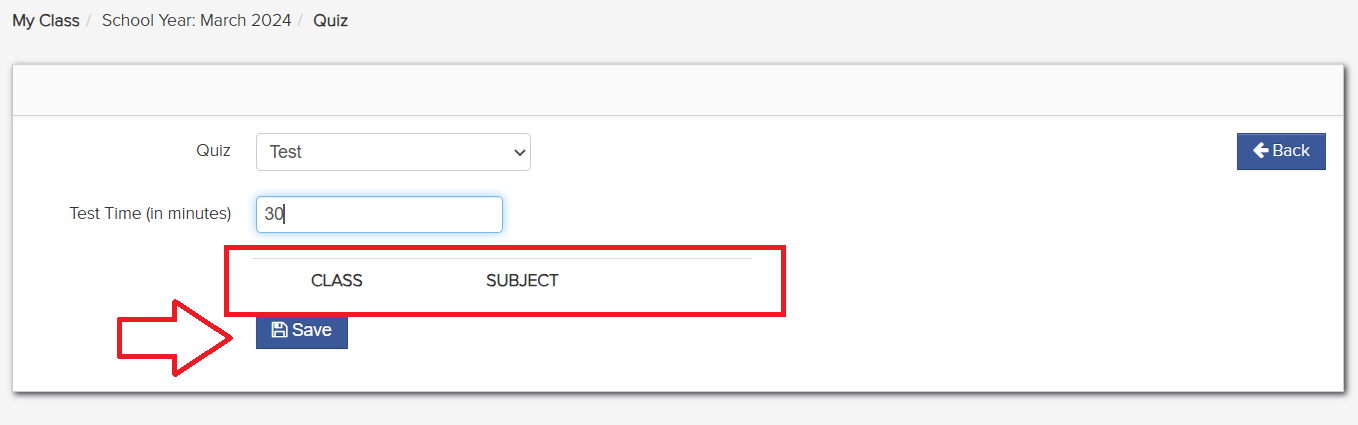 My Class / School Year: March 2024 / Quiz
Quiz Test Back
Test Time (in minutes) 30
CLASS SUBJECT
Save